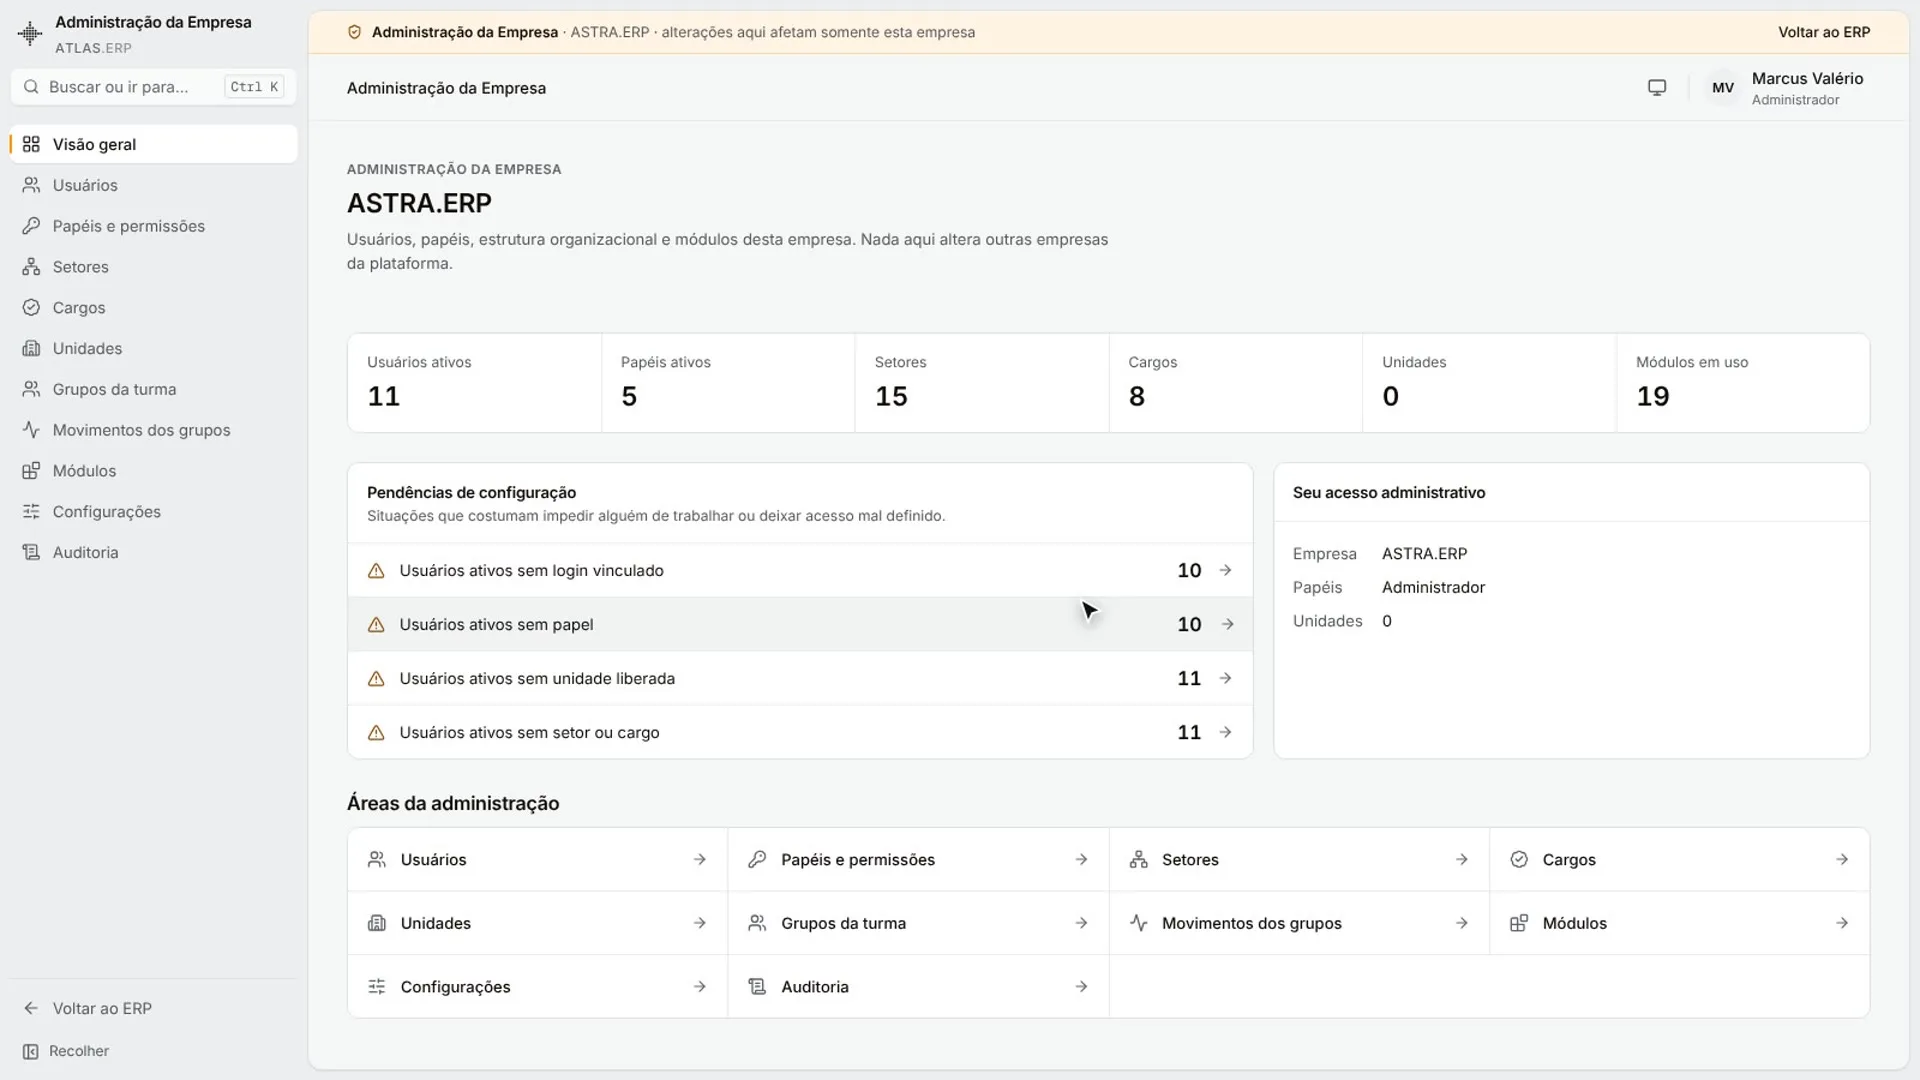 Administração da Empresa
ATLAS.ERP
Buscar ou ir para... Ctrl K
Visão geral
Usuários
Papéis e permissões
Setores
Cargos
Unidades
Grupos da turma
Movimentos dos grupos
Módulos
Configurações
Auditoria
Voltar ao ERP
Recolher
Administração da Empresa · ASTRA.ERP · alterações aqui afetam somente esta empresa
Voltar ao ERP
Administração da Empresa
MV
Marcus Valério
Administrador
ADMINISTRAÇÃO DA EMPRESA
ASTRA.ERP
Usuários, papéis, estrutura organizacional e módulos desta empresa. Nada aqui altera outras empresas
da plataforma.
Usuários ativos
11
Papéis ativos
5
Setores
15
Cargos
8
Unidades
0
Módulos em uso
19
Pendências de configuração
Situações que costumam impedir alguém de trabalhar ou deixar acesso mal definido.
Usuários ativos sem login vinculado 10
Usuários ativos sem papel 10
Usuários ativos sem unidade liberada 11
Usuários ativos sem setor ou cargo 11
Seu acesso administrativo
Empresa ASTRA.ERP
Papéis Administrador
Unidades 0
Áreas da administração
Usuários
Papéis e permissões
Setores
Cargos
Unidades
Grupos da turma
Movimentos dos grupos
Módulos
Configurações
Auditoria